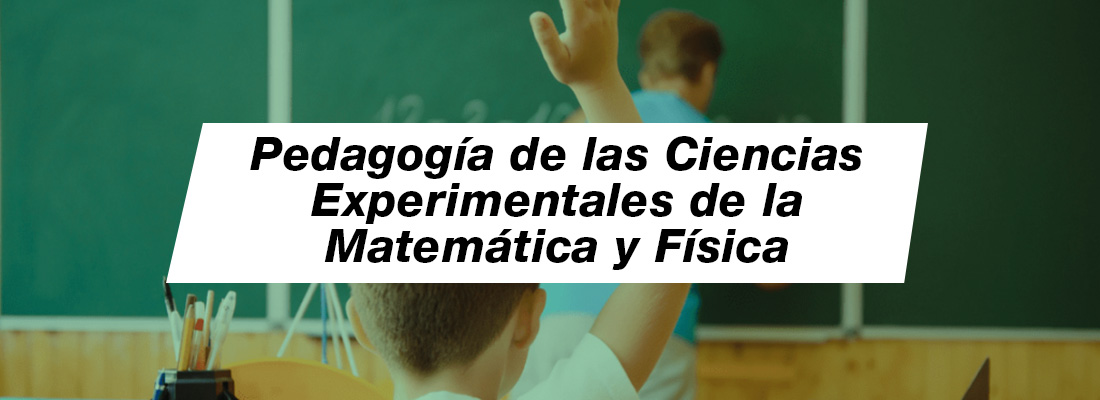 Pedagogía de las Ciencias
Experimentales de la
Matemática y Física